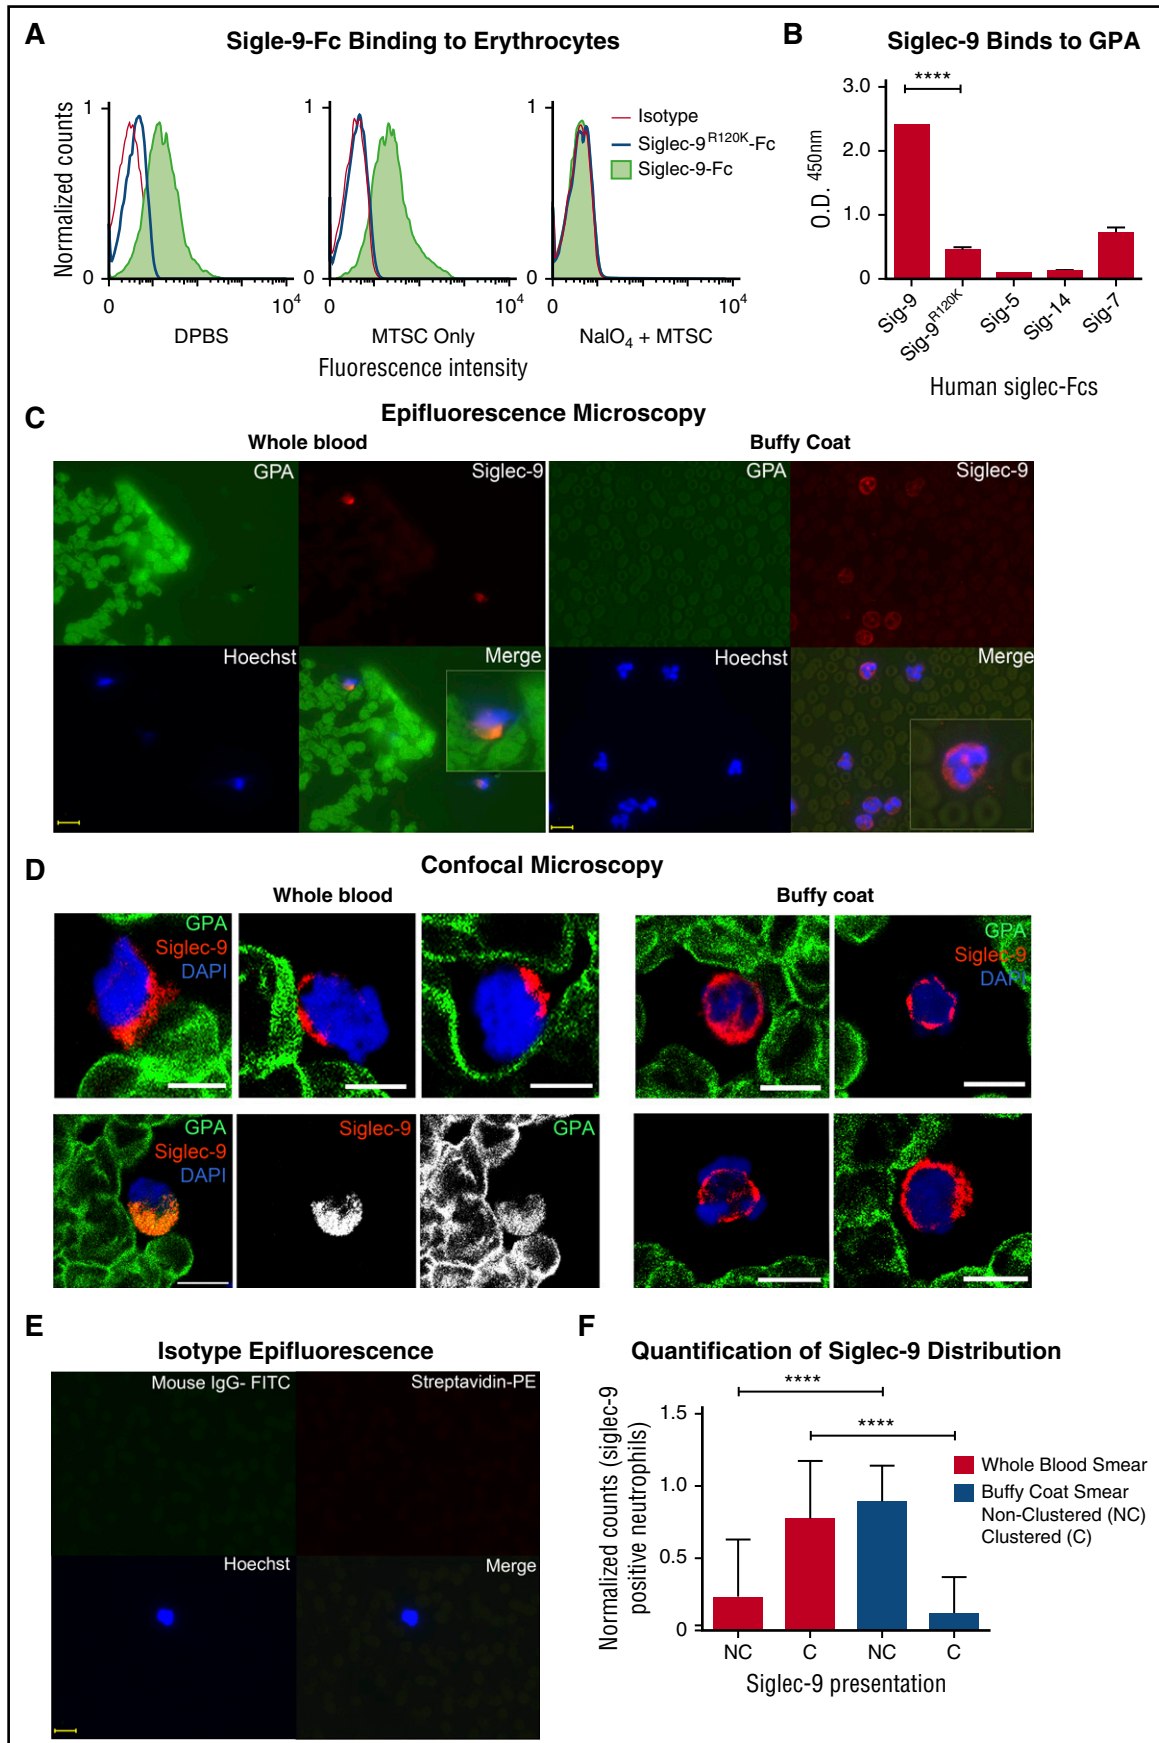 A
Sigle-9-Fc Binding to Erythrocytes
Normalized counts
1
0
0
10⁴
DPBS
1
0
0
10⁴
MTSC Only
1
0
0
10⁴
NaIO₄ + MTSC
Isotype
Siglec-9ᴿ¹²⁰ᴷ-Fc
Siglec-9-Fc
Fluorescence intensity
B
Siglec-9 Binds to GPA
****
O.D. 450nm
3.0
2.0
1.0
0
Sig-9
Sig-9ᴿ¹²⁰ᴷ
Sig-5
Sig-14
Sig-7
Human siglec-Fcs
C
Epifluorescence Microscopy
Whole blood
Buffy Coat
GPA
Siglec-9
GPA
Siglec-9
Hoechst
Merge
Hoechst
Merge
D
Confocal Microscopy
Whole blood
Buffy coat
GPA
Siglec-9
DAPI
GPA
Siglec-9
DAPI
GPA
Siglec-9
DAPI
Siglec-9
GPA
E
Isotype Epifluorescence
Mouse IgG- FITC
Streptavidin-PE
Hoechst
Merge
F
Quantification of Siglec-9 Distribution
****
****
Normalized counts (siglec-9
positive neutrophils)
1.5
1.0
0.5
0
NC
C
NC
C
Siglec-9 presentation
Whole Blood Smear
Buffy Coat Smear
Non-Clustered (NC)
Clustered (C)